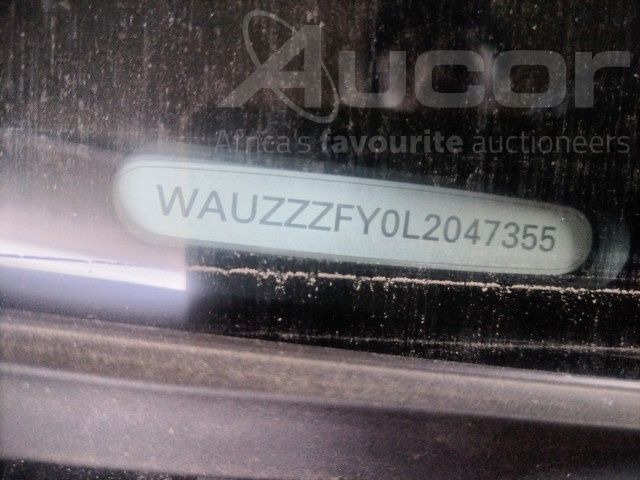 Aucor
Africa's favourite auctioneers
WAUZZZFY0L2047355